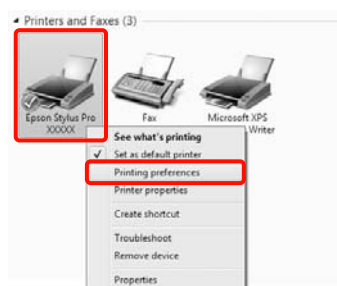 Printers and Faxes (3)
Epson Stylus Pro
XXXXX
Fax
Microsoft XPS
Writer
See what's printing
Set as default printer
Printing preferences
Printer properties
Create shortcut
Troubleshoot
Remove device
Properties